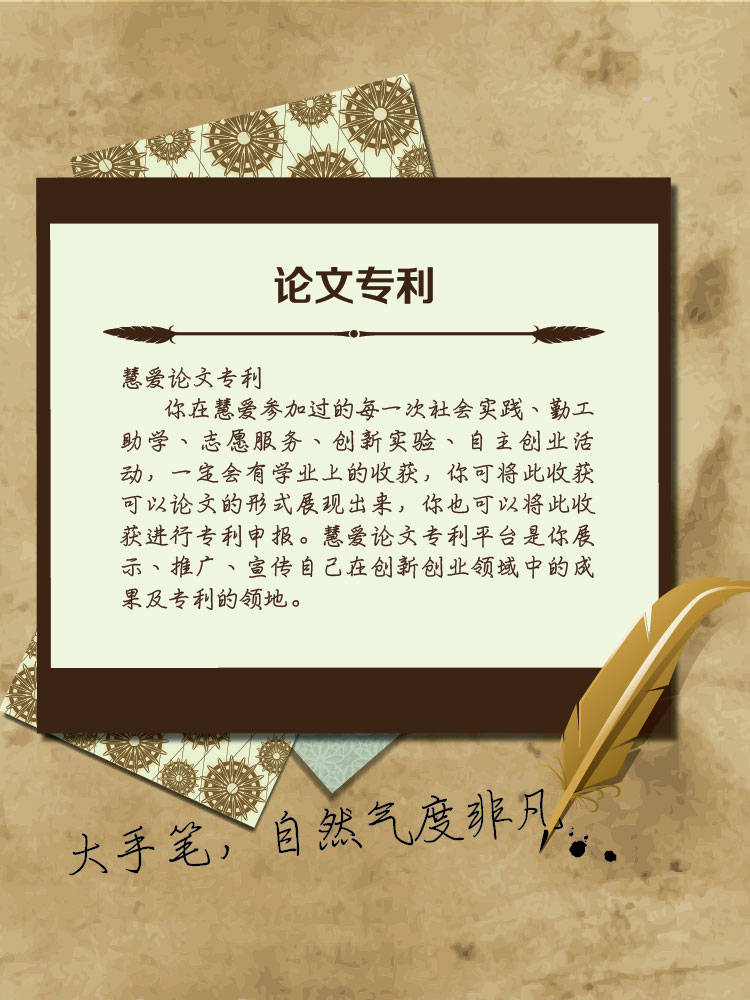 论文专利
慧爱论文专利
你在慧爱参加过的每一次社会实践、勤工
助学、志愿服务、创新实验、自主创业活
动，一定会有学业上的收获，你可将此收获
可以论文的形式展现出来，你也可以将此收
获进行专利申报。慧爱论文专利平台是你展
示、推广、宣传自己在创新创业领域中的成
果及专利的领地。
大手笔，自然气度非凡